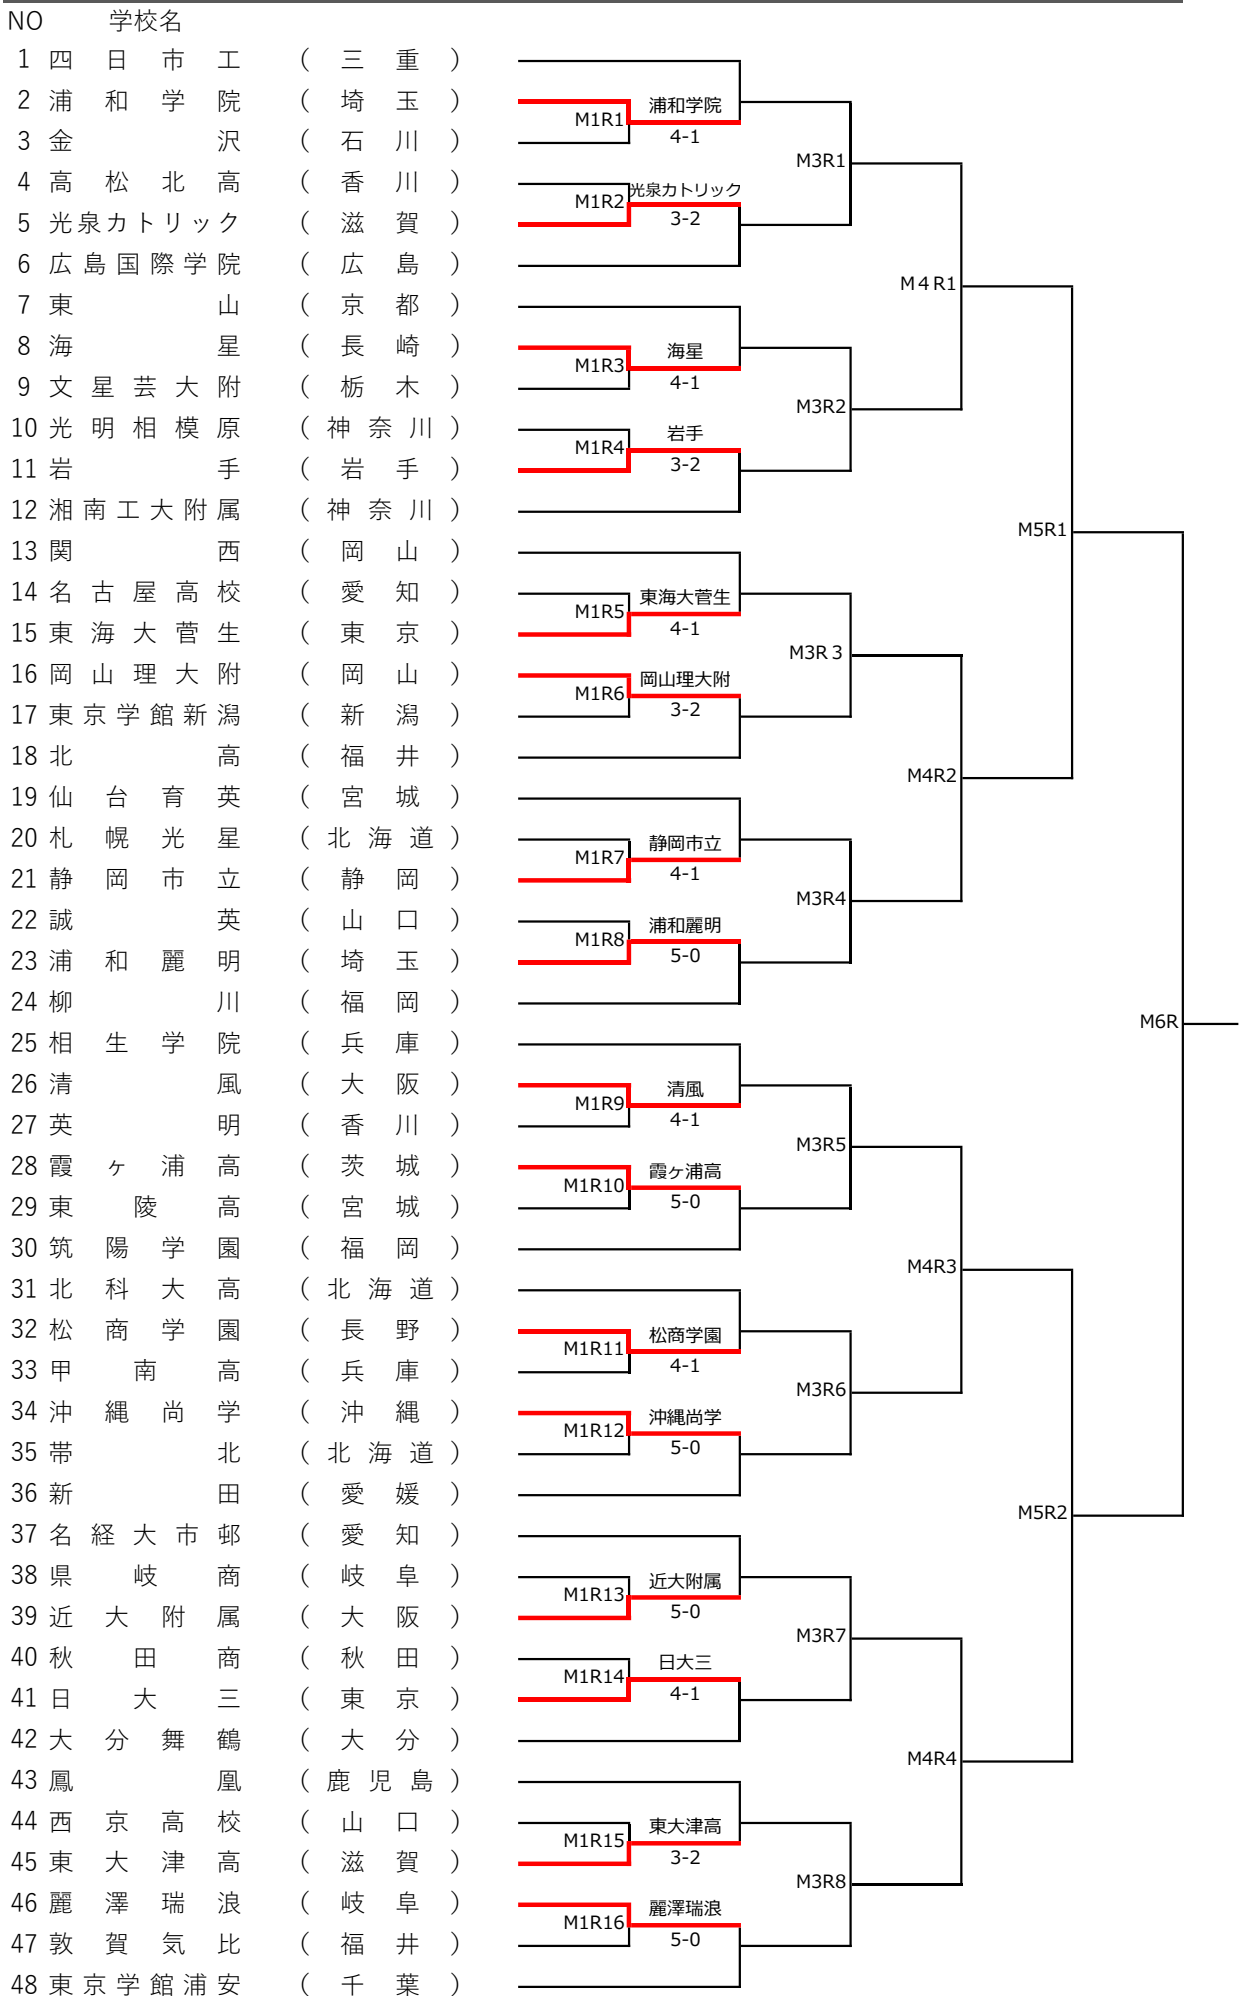 NO 学校名
1 四日市工 (三重)
2 浦和学院 (埼玉)
浦和学院
M1R1
4-1
3 金沢 (石川)
M3R1
4 高松北高 (香川)
光泉カトリック
M1R2
3-2
5 光泉カトリック (滋賀)
6 広島国際学院 (広島)
M4R1
7 東山 (京都)
8 海星 (長崎)
海星
M1R3
4-1
9 文星芸大附 (栃木)
M3R2
10 光明相模原 (神奈川)
岩手
M1R4
3-2
11 岩手 (岩手)
12 湘南工大附属 (神奈川)
M5R1
13 関西 (岡山)
14 名古屋高校 (愛知)
東海大菅生
M1R5
4-1
15 東海大菅生 (東京)
M3R3
16 岡山理大附 (岡山)
岡山理大附
M1R6
3-2
17 東京学館新潟 (新潟)
18 北高 (福井)
M4R2
19 仙台育英 (宮城)
20 札幌光星 (北海道)
静岡市立
M1R7
4-1
21 静岡市立 (静岡)
M3R4
22 誠英 (山口)
浦和麗明
M1R8
5-0
23 浦和麗明 (埼玉)
24 柳川 (福岡)
M6R
25 相生学院 (兵庫)
26 清風 (大阪)
清風
M1R9
4-1
27 英明 (香川)
M3R5
28 霞ヶ浦高 (茨城)
霞ヶ浦高
M1R10
5-0
29 東陵高 (宮城)
30 筑陽学園 (福岡)
M4R3
31 北科大高 (北海道)
32 松商学園 (長野)
松商学園
M1R11
4-1
33 甲南高 (兵庫)
M3R6
34 沖縄尚学 (沖縄)
沖縄尚学
M1R12
5-0
35 帯北 (北海道)
36 新田 (愛媛)
M5R2
37 名経大市邨 (愛知)
38 県岐商 (岐阜)
近大附属
M1R13
5-0
39 近大附属 (大阪)
M3R7
40 秋田商 (秋田)
日大三
M1R14
4-1
41 日大三 (東京)
42 大分舞鶴 (大分)
M4R4
43 鳳凰 (鹿児島)
44 西京高校 (山口)
東大津高
M1R15
3-2
45 東大津高 (滋賀)
M3R8
46 麗澤瑞浪 (岐阜)
麗澤瑞浪
M1R16
5-0
47 敦賀気比 (福井)
48 東京学館浦安 (千葉)